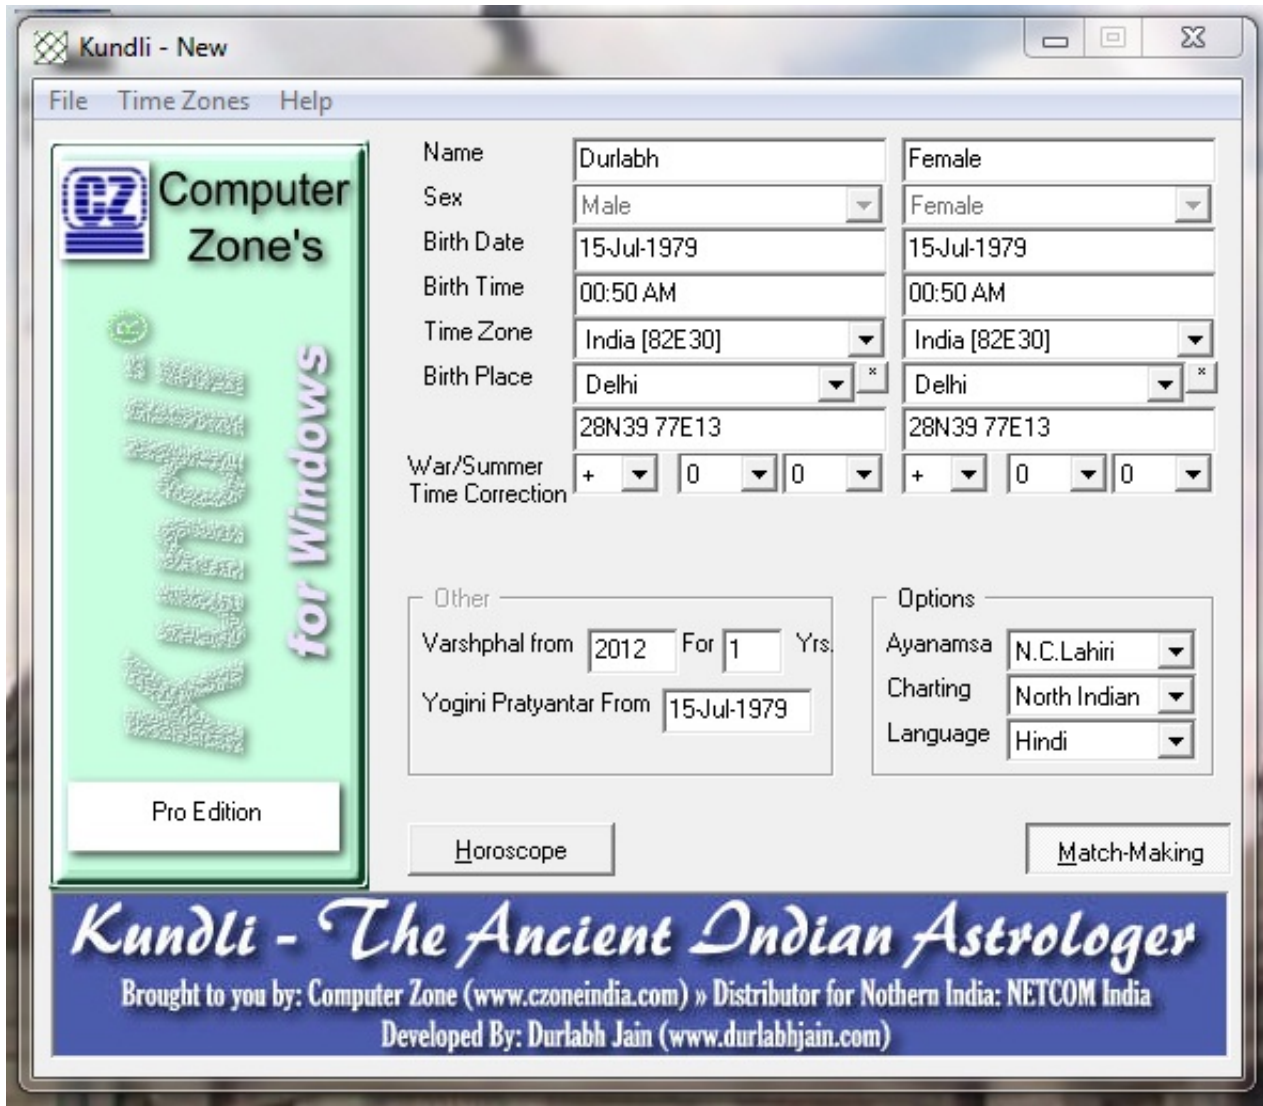 Kundli - New
File Time Zones Help
CZ Computer
Zone's
Kundli ®
for Windows
Pro Edition
Name Durlabh Female
Sex Male Female
Birth Date 15-Jul-1979 15-Jul-1979
Birth Time 00:50 AM 00:50 AM
Time Zone India [82E30] India [82E30]
Birth Place Delhi × Delhi ×
28N39 77E13 28N39 77E13
War/Summer
Time Correction + 0 0 + 0 0
Other
Varshphal from 2012 For 1 Yrs.
Yogini Pratyantar From 15-Jul-1979
Options
Ayanamsa N.C.Lahiri
Charting North Indian
Language Hindi
Horoscope Match-Making
Kundli - The Ancient Indian Astrologer
Brought to you by: Computer Zone (www.czoneindia.com) » Distributor for Nothern India: NETCOM India
Developed By: Durlabh Jain (www.durlabhjain.com)